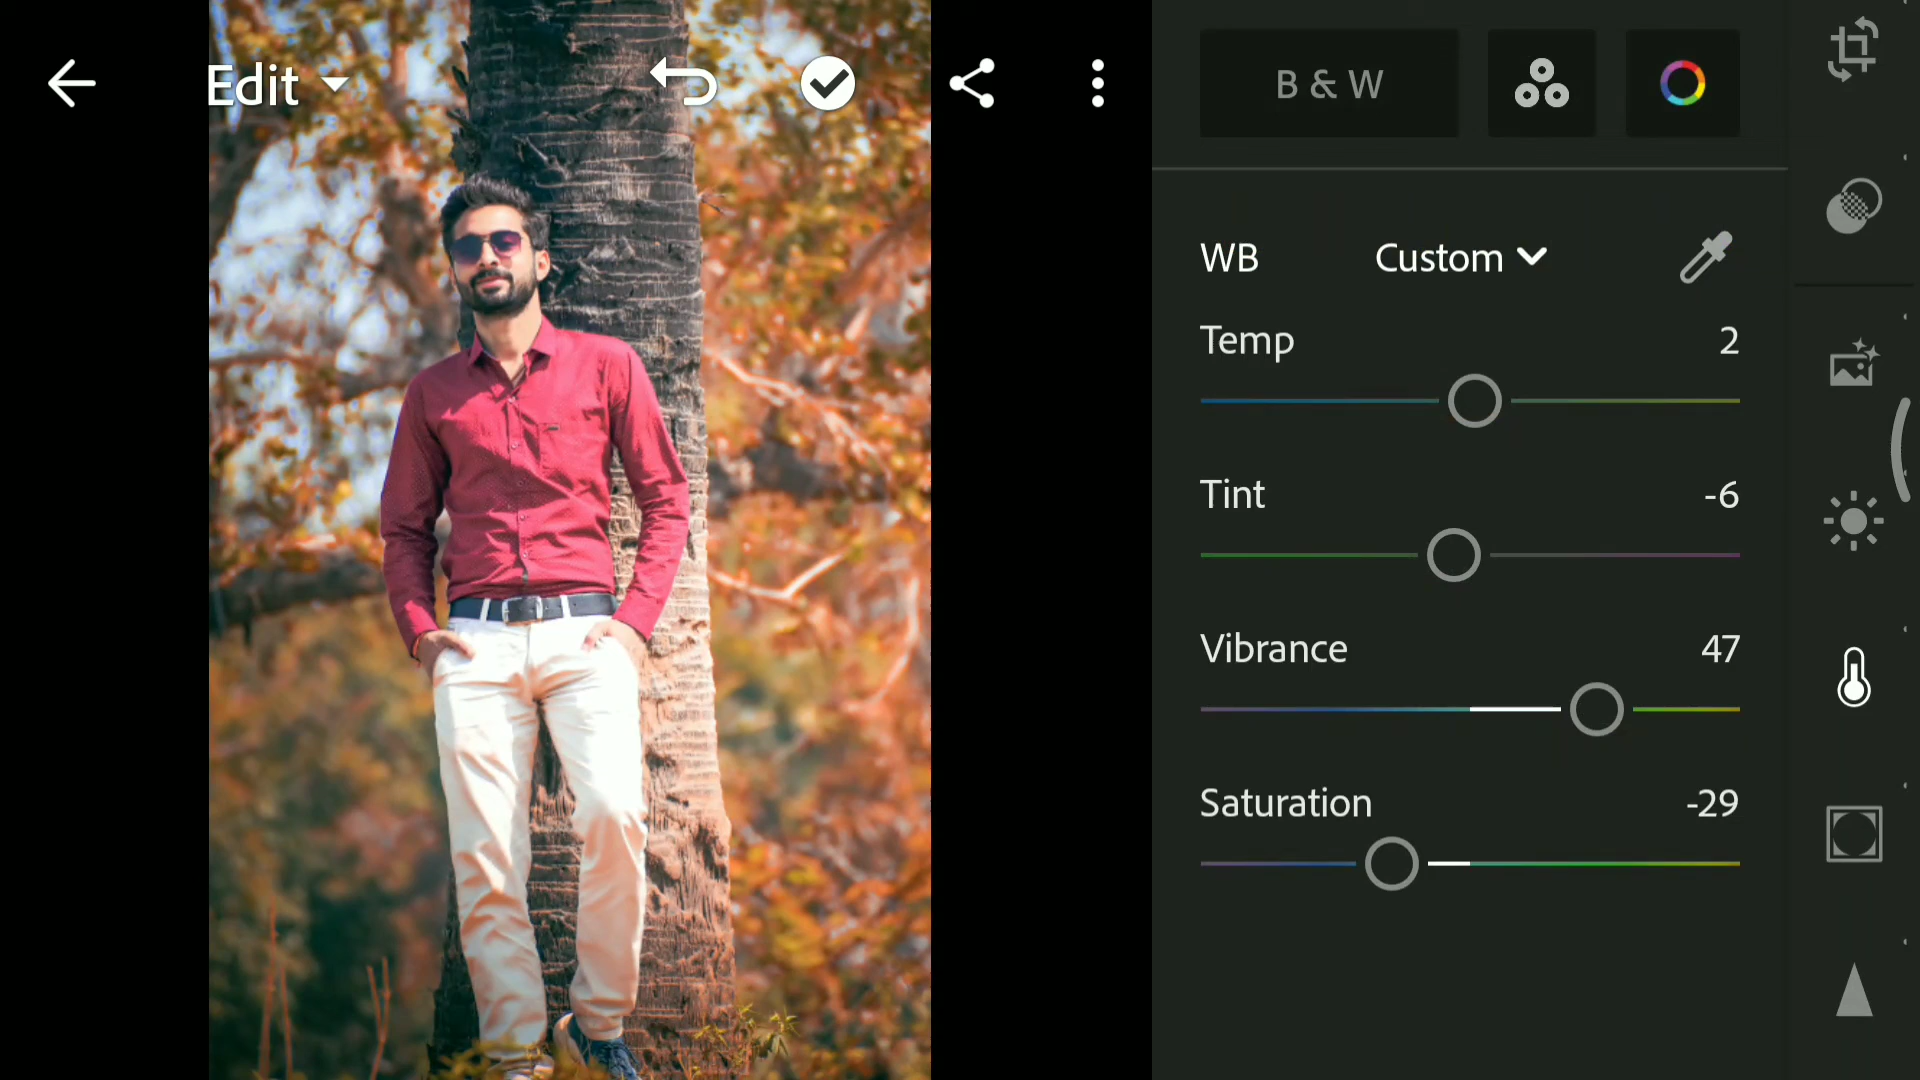 Edit
B & W
WB Custom
Temp 2
Tint -6
Vibrance 47
Saturation -29